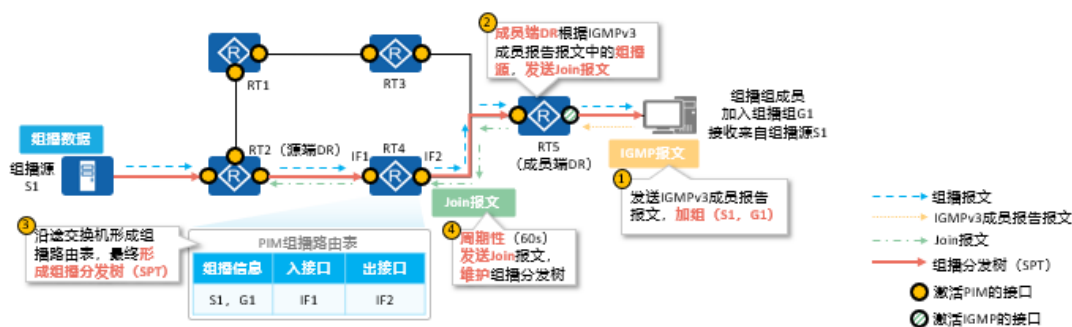 ② 成员端DR根据IGMPv3
成员报告报文中的组播
源，发送Join报文
R
RT1
R
RT3
R
RT5
（成员端DR）
组播组成员
加入组播组G1
接收来自组播源S1
组播数据
组播源
S1
R
RT2（源端DR）
IF1
RT4
R
IF2
IGMP报文
① 发送IGMPv3成员报告
报文，加组（S1，G1）
Join报文
④ 周期性（60s）
发送Join报文，
维护组播分发树
③ 沿途交换机形成组
播路由表，最终形
成组播分发树（SPT）
PIM组播路由表
组播信息 入接口 出接口
S1，G1 IF1 IF2
组播报文
IGMPv3成员报告报文
Join报文
组播分发树（SPT）
激活PIM的接口
激活IGMP的接口